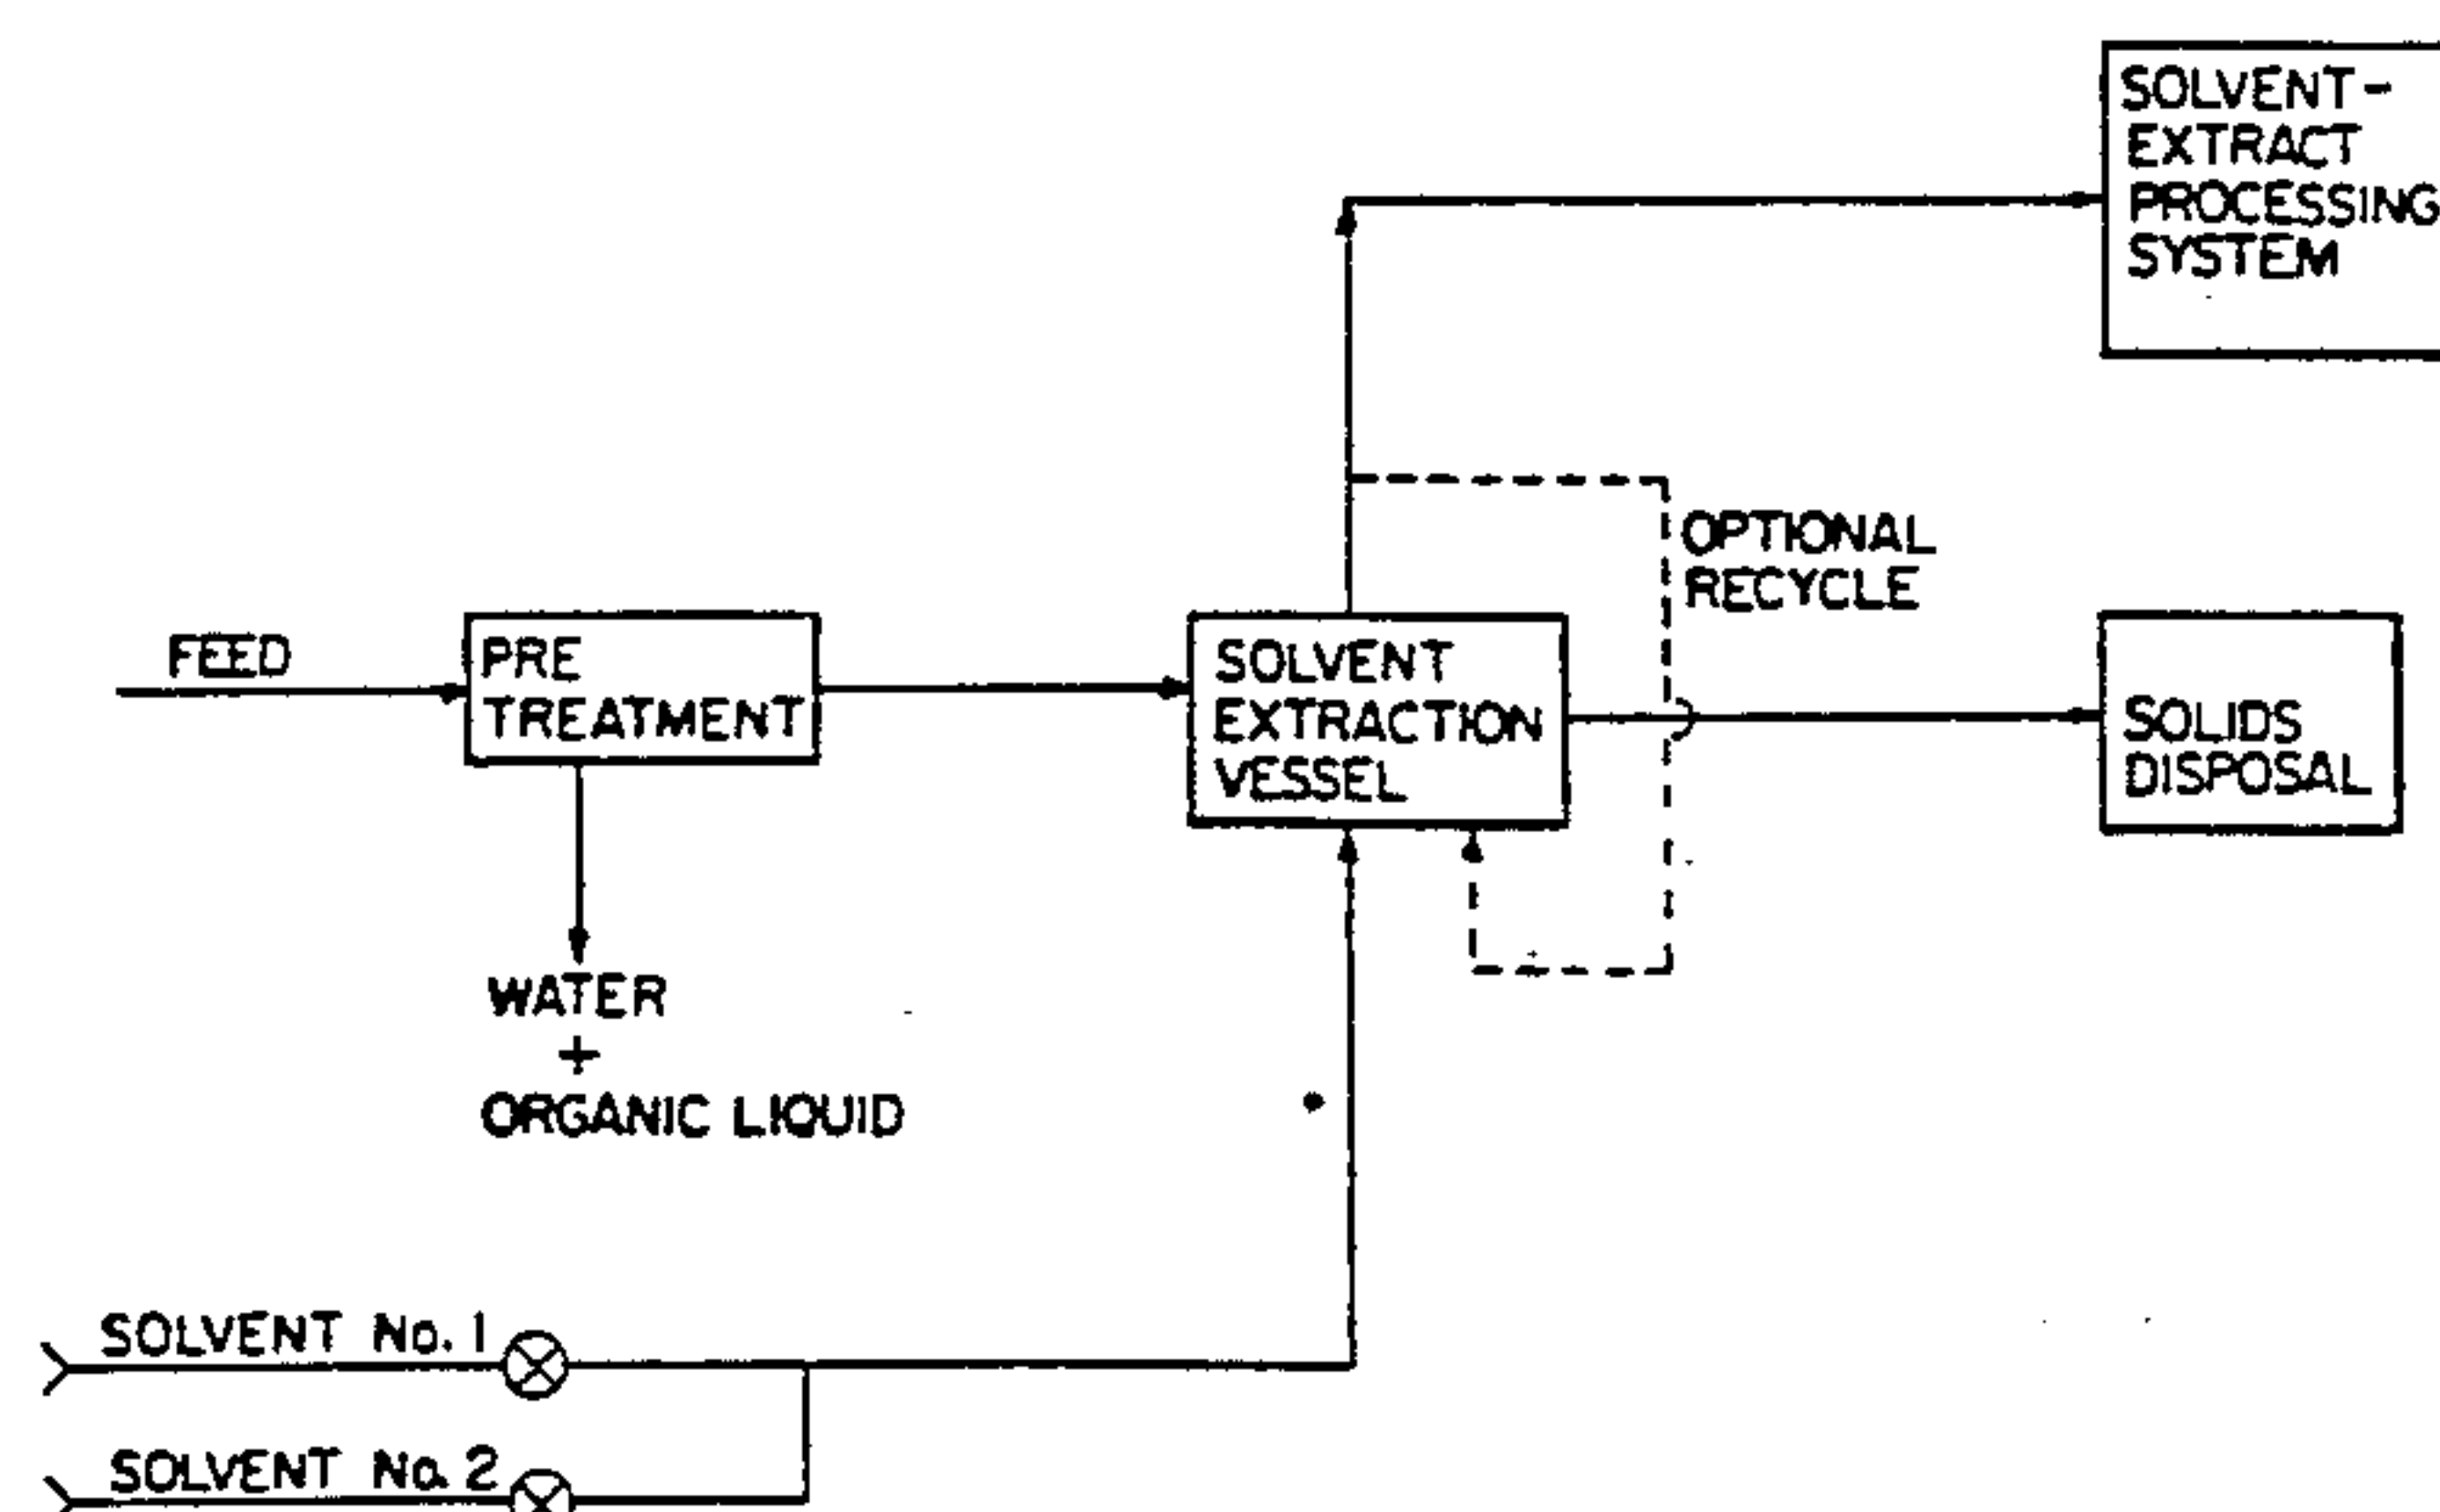 SOLVENT-
EXTRACT
PROCESSING
SYSTEM
OPTIONAL
RECYCLE
FEED
PRE
TREATMENT
SOLVENT
EXTRACTION
VESSEL
SOLIDS
DISPOSAL
WATER
+
ORGANIC LIQUID
SOLVENT No. 1
SOLVENT No. 2